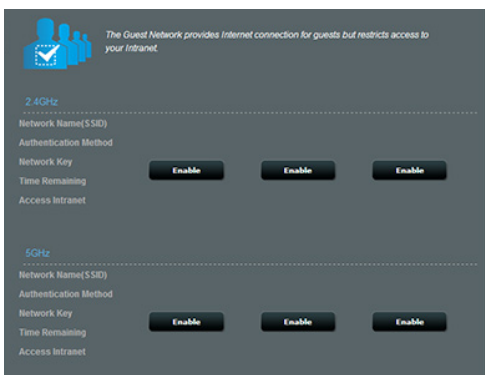 The Guest Network provides Internet connection for guests but restricts access to
your Intranet.
2.4GHz
Network Name(SSID)
Authentication Method
Network Key
Enable Enable Enable
Time Remaining
Access Intranet
5GHz
Network Name(SSID)
Authentication Method
Network Key
Enable Enable Enable
Time Remaining
Access Intranet